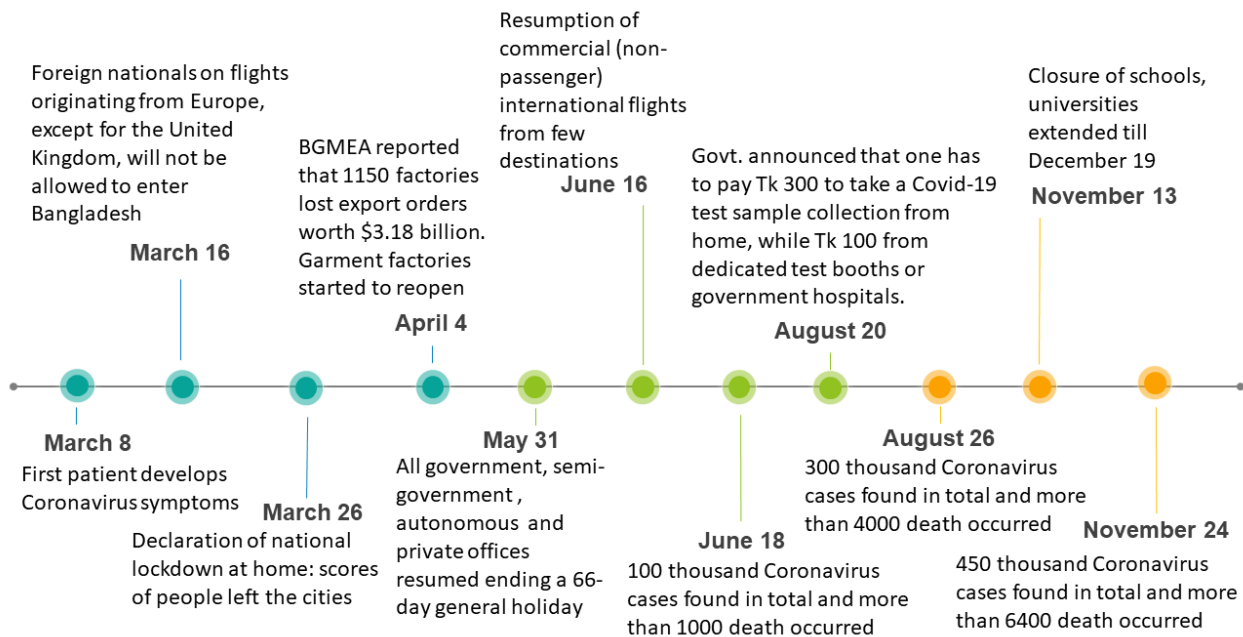 Foreign nationals on flights
originating from Europe,
except for the United
Kingdom, will not be
allowed to enter
Bangladesh
March 16
BGMEA reported
that 1150 factories
lost export orders
worth $3.18 billion.
Garment factories
started to reopen
April 4
Resumption of
commercial (non-
passenger)
international flights
from few
destinations
June 16
Govt. announced that one has
to pay Tk 300 to take a Covid-19
test sample collection from
home, while Tk 100 from
dedicated test booths or
government hospitals.
August 20
Closure of schools,
universities
extended till
December 19
November 13
March 8
First patient develops
Coronavirus symptoms
March 26
Declaration of national
lockdown at home: scores
of people left the cities
May 31
All government, semi-
government ,
autonomous and
private offices
resumed ending a 66-
day general holiday
June 18
100 thousand Coronavirus
cases found in total and more
than 1000 death occurred
August 26
300 thousand Coronavirus
cases found in total and more
than 4000 death occurred
November 24
450 thousand Coronavirus
cases found in total and more
than 6400 death occurred